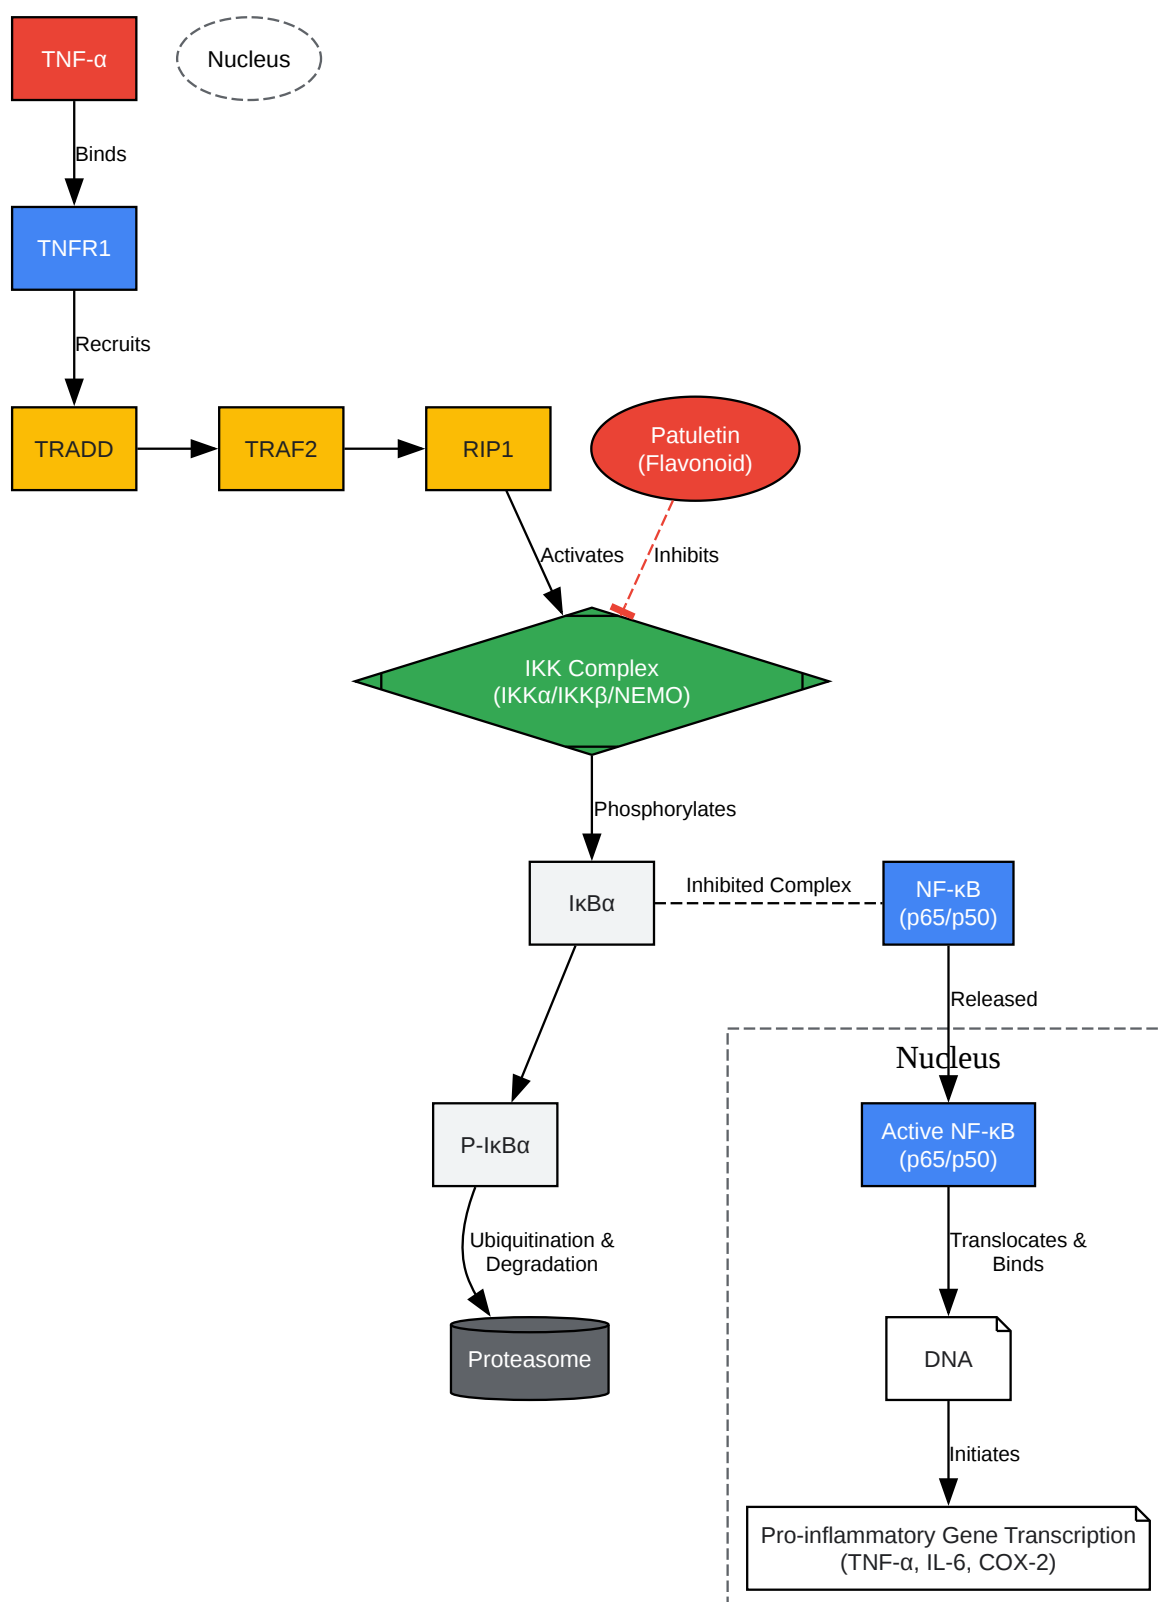 TNF-α
Nucleus
Binds
TNFR1
Recruits
TRADD
TRAF2
RIP1
Patuletin
(Flavonoid)
Activates
Inhibits
IKK Complex
(IKKα/IKKβ/NEMO)
Phosphorylates
IκBα
Inhibited Complex
NF-κB
(p65/p50)
Released
Nucleus
P-IκBα
Active NF-κB
(p65/p50)
Ubiquitination &
Degradation
Translocates &
Binds
Proteasome
DNA
Initiates
Pro-inflammatory Gene Transcription
(TNF-α, IL-6, COX-2)